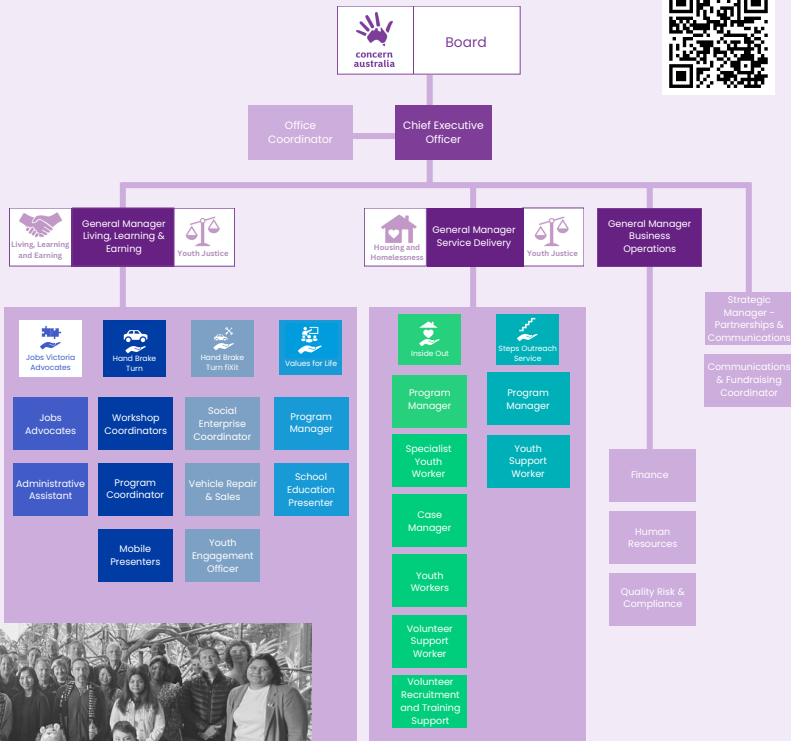 concern
australia
Board
Office
Coordinator
Chief Executive
Officer
Living, Learning
and Earning
General Manager
Living, Learning &
Earning
Youth Justice
Housing and
Homelessness
General Manager
Service Delivery
Youth Justice
General Manager
Business
Operations
Strategic
Manager -
Partnerships &
Communications
Communications
& Fundraising
Coordinator
Jobs Victoria
Advocates
Hand Brake
Turn
Hand Brake
Turn fiXit
Values for Life
Jobs
Advocates
Workshop
Coordinators
Social
Enterprise
Coordinator
Program
Manager
Administrative
Assistant
Program
Coordinator
Vehicle Repair
& Sales
School
Education
Presenter
Mobile
Presenters
Youth
Engagement
Officer
Inside Out
Steps Outreach
Service
Program
Manager
Program
Manager
Specialist
Youth
Worker
Youth
Support
Worker
Case
Manager
Youth
Workers
Volunteer
Support
Worker
Volunteer
Recruitment
and Training
Support
Finance
Human
Resources
Quality Risk &
Compliance